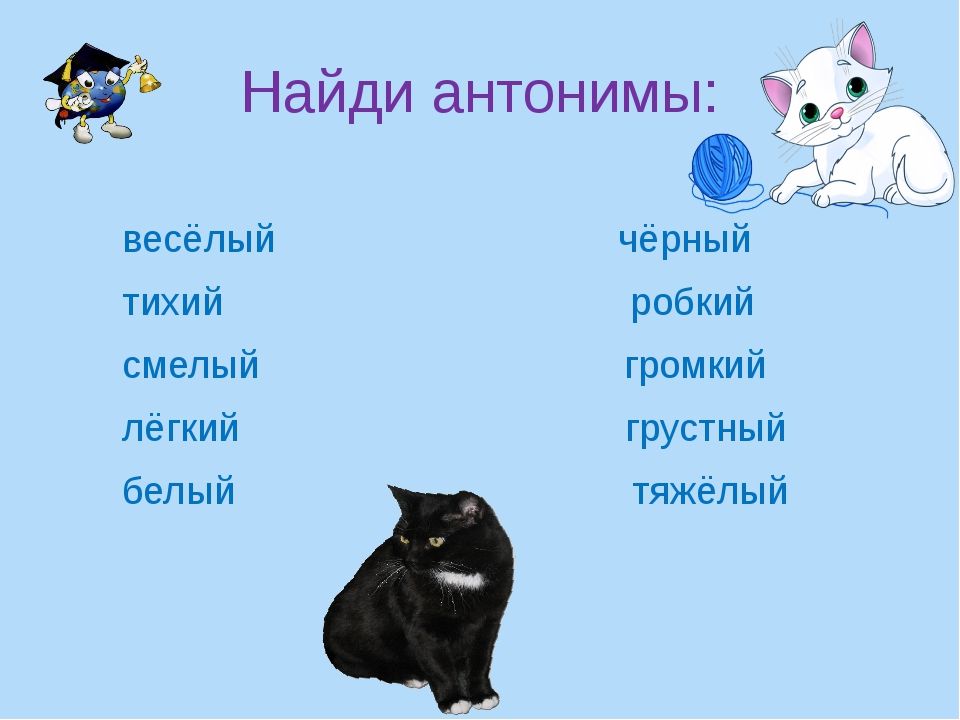 Найди антонимы:
весёлый чёрный
тихий робкий
смелый громкий
лёгкий грустный
белый тяжёлый